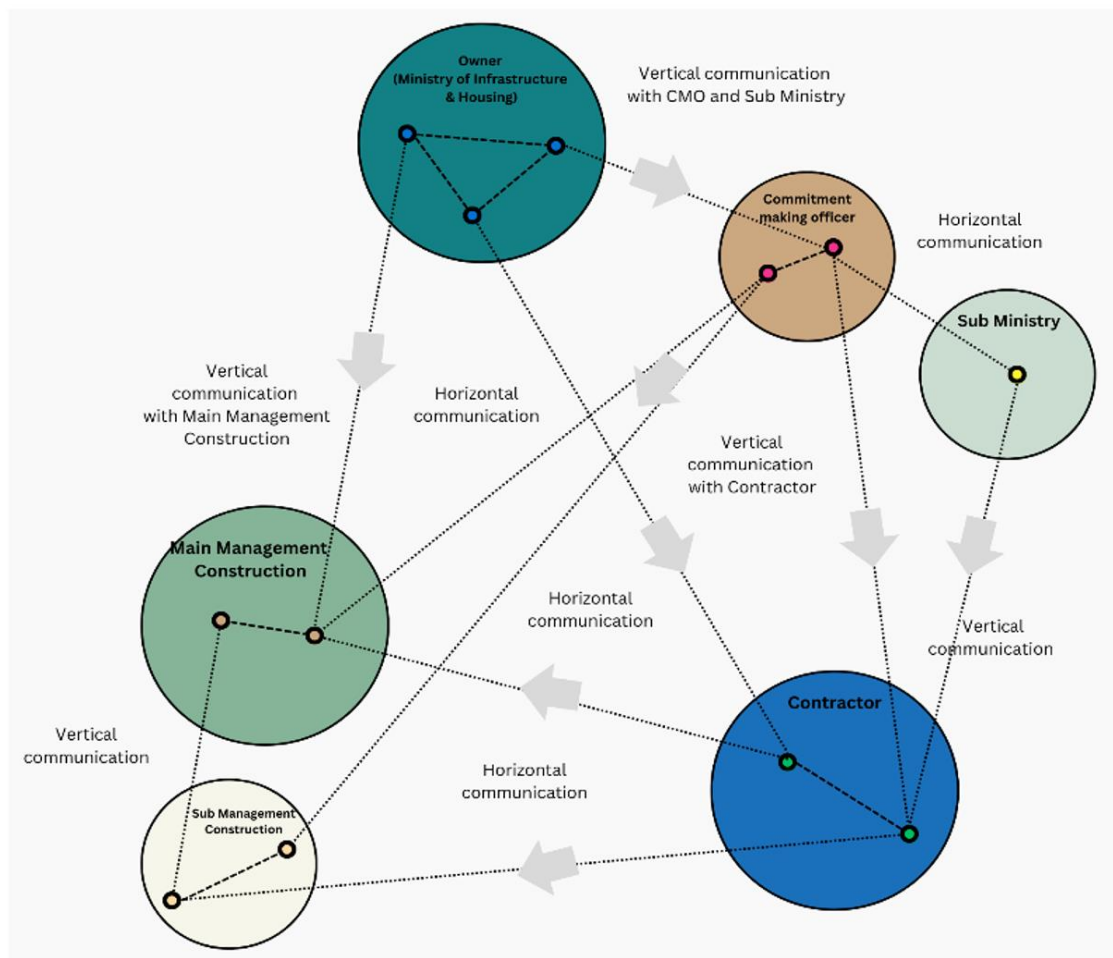 Owner
(Ministry of Infrastructure
& Housing)
Vertical communication
with CMO and Sub Ministry
Commitment
making officer
Horizontal
communication
Sub Ministry
Vertical
communication
with Main Management
Construction
Horizontal
communication
Vertical
communication
with Contractor
Main Management
Construction
Horizontal
communication
Vertical
communication
Contractor
Vertical
communication
Horizontal
communication
Sub Management
Construction